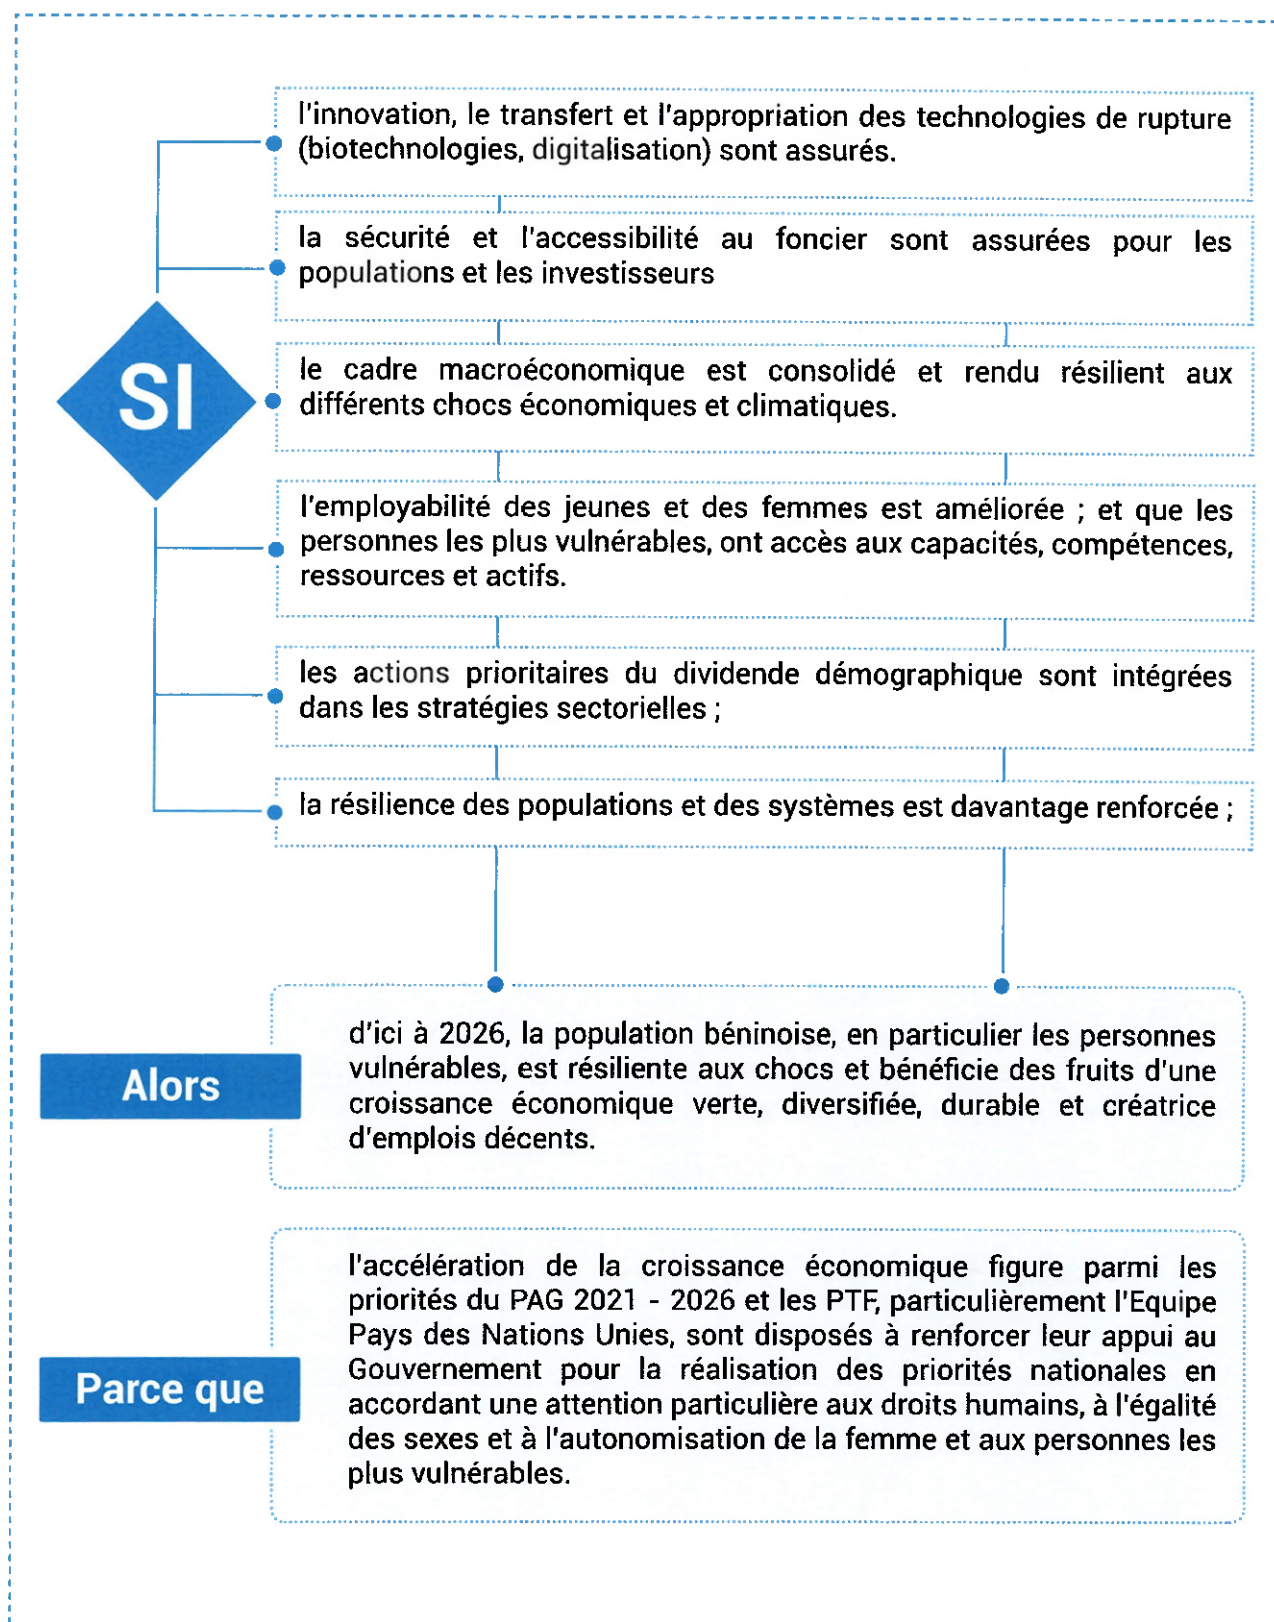 l'innovation, le transfert et l'appropriation des technologies de rupture
(biotechnologies, digitalisation) sont assurés.
la sécurité et l'accessibilité au foncier sont assurées pour les
populations et les investisseurs
SI
le cadre macroéconomique est consolidé et rendu résilient aux
différents chocs économiques et climatiques.
l'employabilité des jeunes et des femmes est améliorée ; et que les
personnes les plus vulnérables, ont accès aux capacités, compétences,
ressources et actifs.
les actions prioritaires du dividende démographique sont intégrées
dans les stratégies sectorielles ;
la résilience des populations et des systèmes est davantage renforcée ;
Alors
d'ici à 2026, la population béninoise, en particulier les personnes
vulnérables, est résiliente aux chocs et bénéficie des fruits d'une
croissance économique verte, diversifiée, durable et créatrice
d'emplois décents.
Parce que
l'accélération de la croissance économique figure parmi les
priorités du PAG 2021 - 2026 et les PTF, particulièrement l'Equipe
Pays des Nations Unies, sont disposés à renforcer leur appui au
Gouvernement pour la réalisation des priorités nationales en
accordant une attention particulière aux droits humains, à l'égalité
des sexes et à l'autonomisation de la femme et aux personnes les
plus vulnérables.